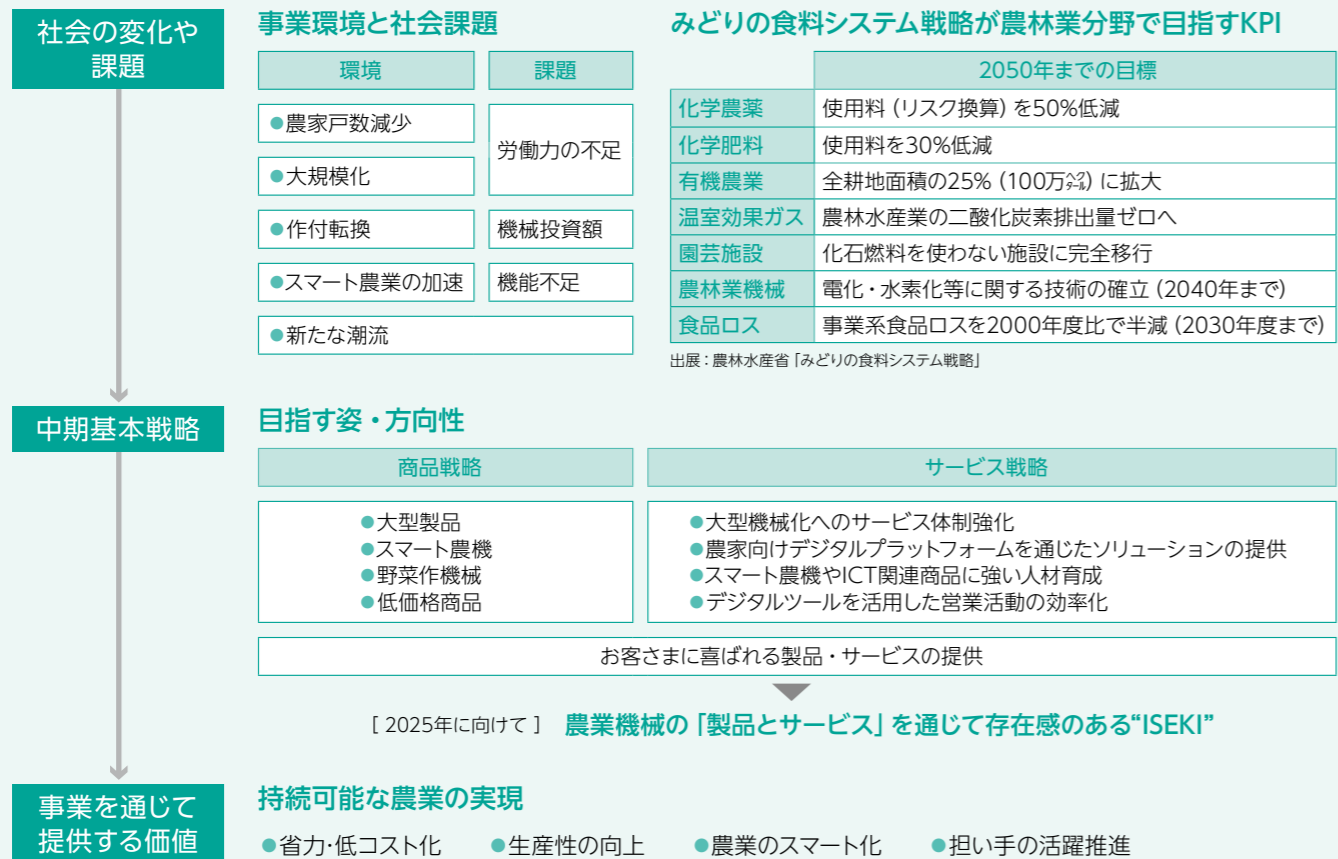 社会の変化や
課題
事業環境と社会課題
環境
課題
●農家戸数減少
●大規模化
労働力の不足
●作付転換
機械投資額
●スマート農業の加速
機能不足
●新たな潮流
みどりの食料システム戦略が農林業分野で目指すKPI
2050年までの目標
化学農薬 使用料（リスク換算）を50%低減
化学肥料 使用料を30%低減
有機農業 全耕地面積の25%（100万㌶）に拡大
温室効果ガス 農林水産業の二酸化炭素排出量ゼロへ
園芸施設 化石燃料を使わない施設に完全移行
農林業機械 電化・水素化等に関する技術の確立（2040年まで）
食品ロス 事業系食品ロスを2000年度比で半減（2030年度まで）
出展：農林水産省「みどりの食料システム戦略」
中期基本戦略
目指す姿・方向性
商品戦略
●大型製品
●スマート農機
●野菜作機械
●低価格商品
サービス戦略
●大型機械化へのサービス体制強化
●農家向けデジタルプラットフォームを通じたソリューションの提供
●スマート農機やICT関連商品に強い人材育成
●デジタルツールを活用した営業活動の効率化
お客さまに喜ばれる製品・サービスの提供
［2025年に向けて］ 農業機械の「製品とサービス」を通じて存在感のある“ISEKI”
事業を通じて
提供する価値
持続可能な農業の実現
●省力・低コスト化 ●生産性の向上 ●農業のスマート化 ●担い手の活躍推進